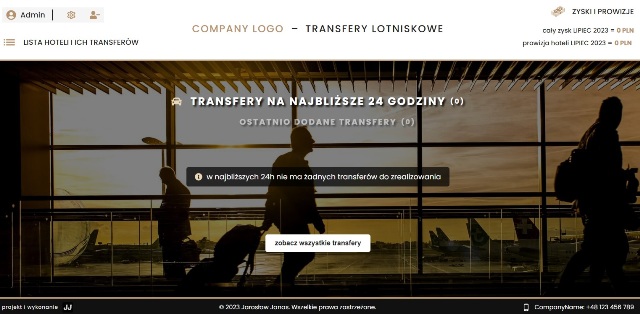 Admin
LISTA HOTELI I ICH TRANSFERÓW
COMPANY LOGO – TRANSFERY LOTNISKOWE
ZYSKI I PROWIZJE
cały zysk LIPIEC 2023 = 0 PLN
prowizja hoteli LIPIEC 2023 = 0 PLN
TRANSFERY NA NAJBLIŻSZE 24 GODZINY (0)
OSTATNIO DODANE TRANSFERY (0)
w najbliższych 24h nie ma żadnych transferów do zrealizowania
zobacz wszystkie transfery
projekt i wykonanie JJ
© 2023 Jarosław Janas. Wszelkie prawa zastrzeżone.
CompanyName: +48 123 456 789